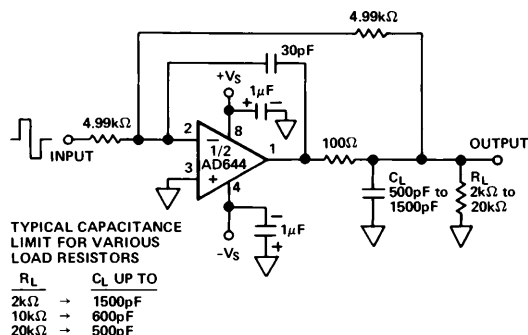 4.99kΩ
30pF
+VS
1μF
+ −
4.99kΩ
2
8
INPUT
−
1/2
AD644
1
100Ω
OUTPUT
3
+
4
CL
500pF to
1500pF
RL
2kΩ to
20kΩ
−
1μF
+
−VS
TYPICAL CAPACITANCE
LIMIT FOR VARIOUS
LOAD RESISTORS
RL CL UP TO
2kΩ → 1500pF
10kΩ → 600pF
20kΩ → 500pF